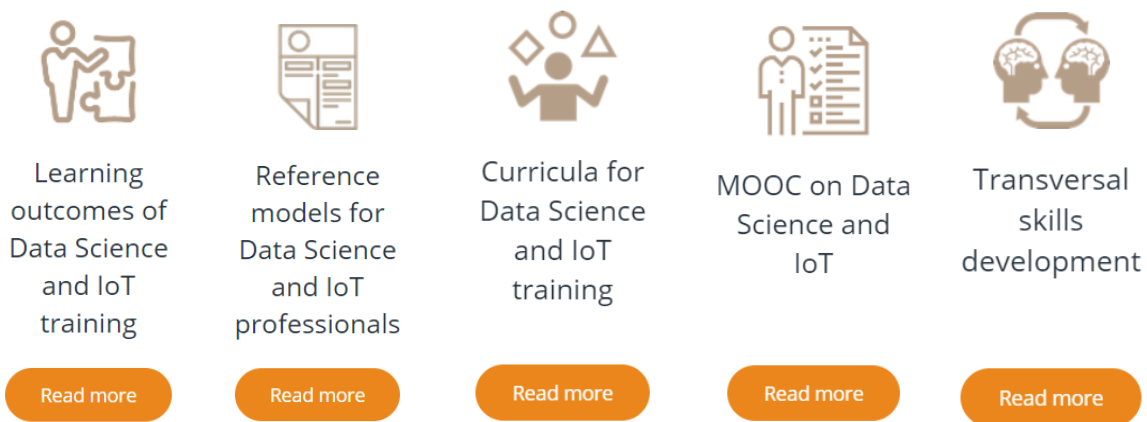 Learning
outcomes of
Data Science
and IoT
training
Read more
Reference
models for
Data Science
and IoT
professionals
Read more
Curricula for
Data Science
and IoT
training
Read more
MOOC on Data
Science and
IoT
Read more
Transversal
skills
development
Read more